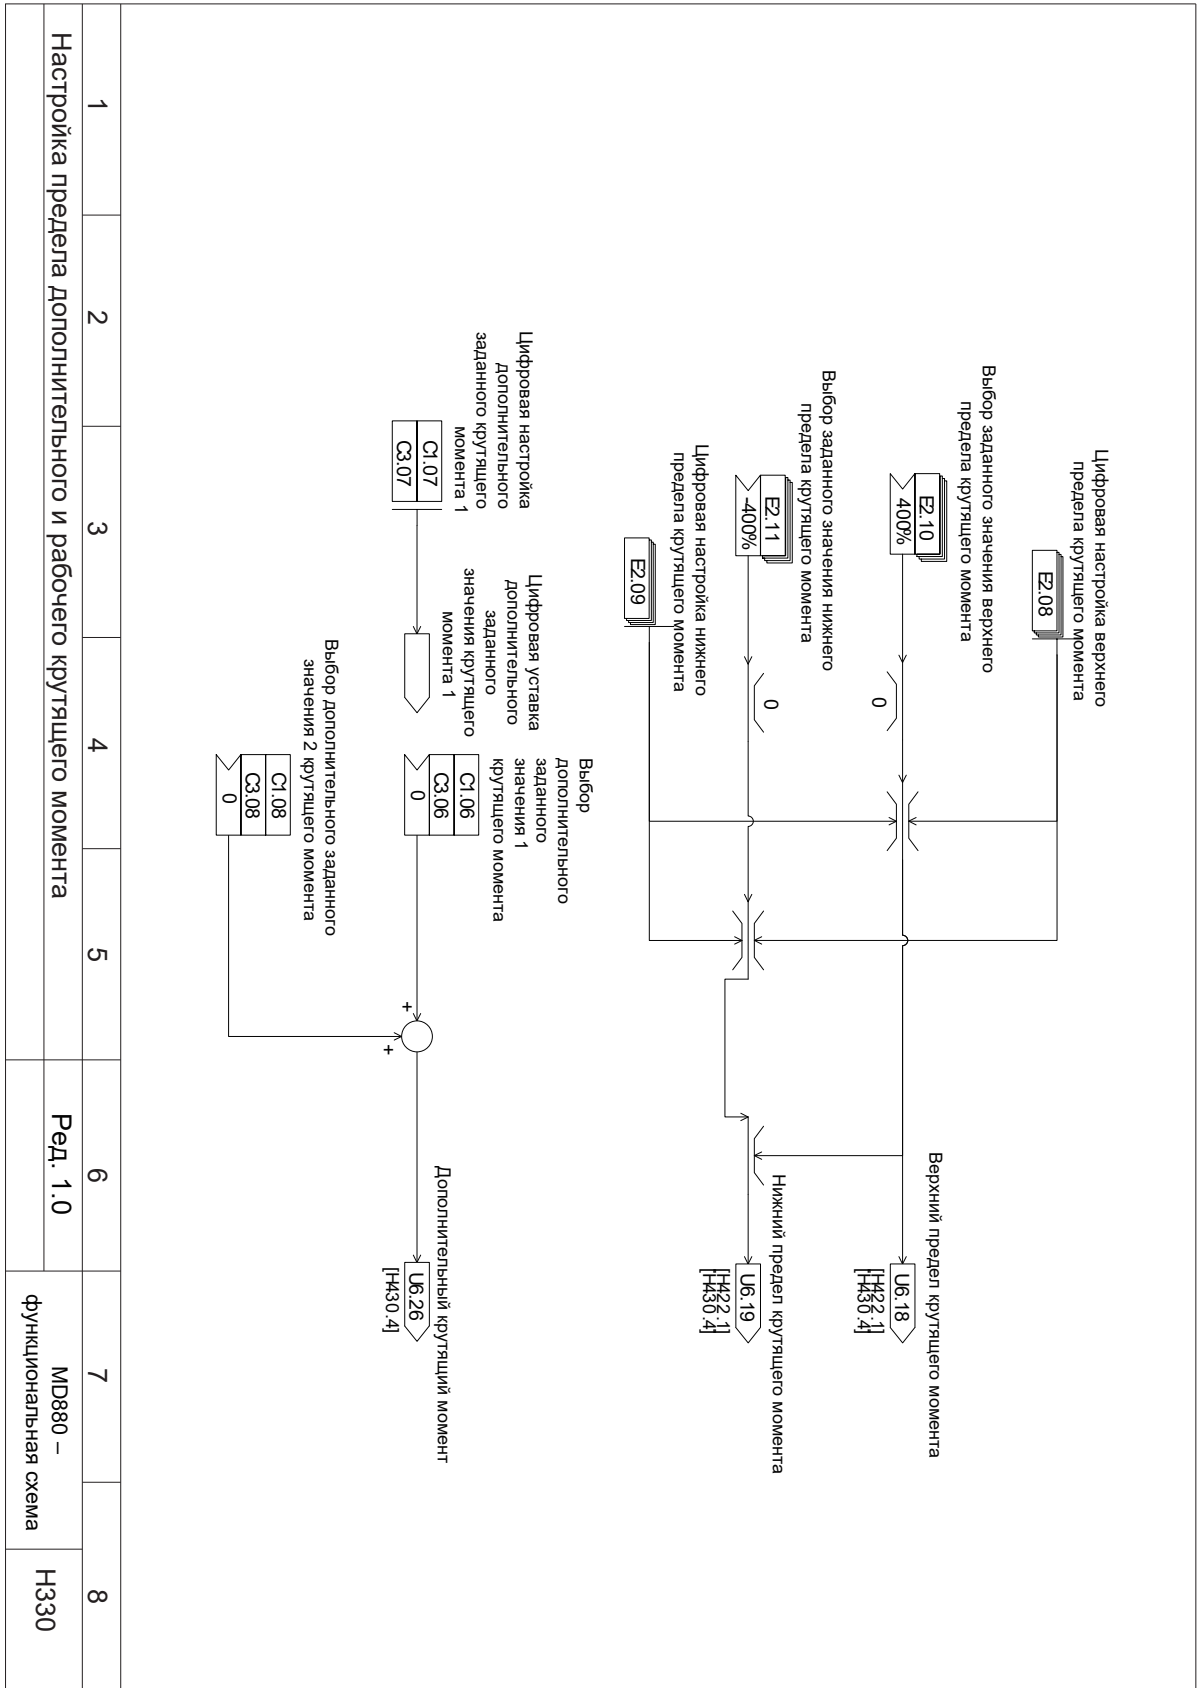 Цифровая настройка верхнего
предела крутящего момента
E2.08
Выбор заданного значения верхнего
предела крутящего момента
E2.10
400%
0
Верхний предел крутящего момента
U6.18
[H422.1]
[H430.4]
Выбор заданного значения нижнего
предела крутящего момента
E2.11
-400%
0
Нижний предел крутящего момента
U6.19
[H422.1]
[H430.4]
Цифровая настройка нижнего
предела крутящего момента
E2.09
Цифровая настройка
дополнительного
заданного крутящего
момента 1
C1.07
C3.07
Цифровая уставка
дополнительного
заданного
значения крутящего
момента 1
Выбор
дополнительного
заданного
значения 1
крутящего момента
C1.06
C3.06
0
+
+
Дополнительный крутящий момент
U6.26
[H430.4]
Выбор дополнительного заданного
значения 2 крутящего момента
C1.08
C3.08
0
1
2
3
4
5
6
7
8
Настройка предела дополнительного и рабочего крутящего момента
Ред. 1.0
MD880 –
функциональная схема
H330